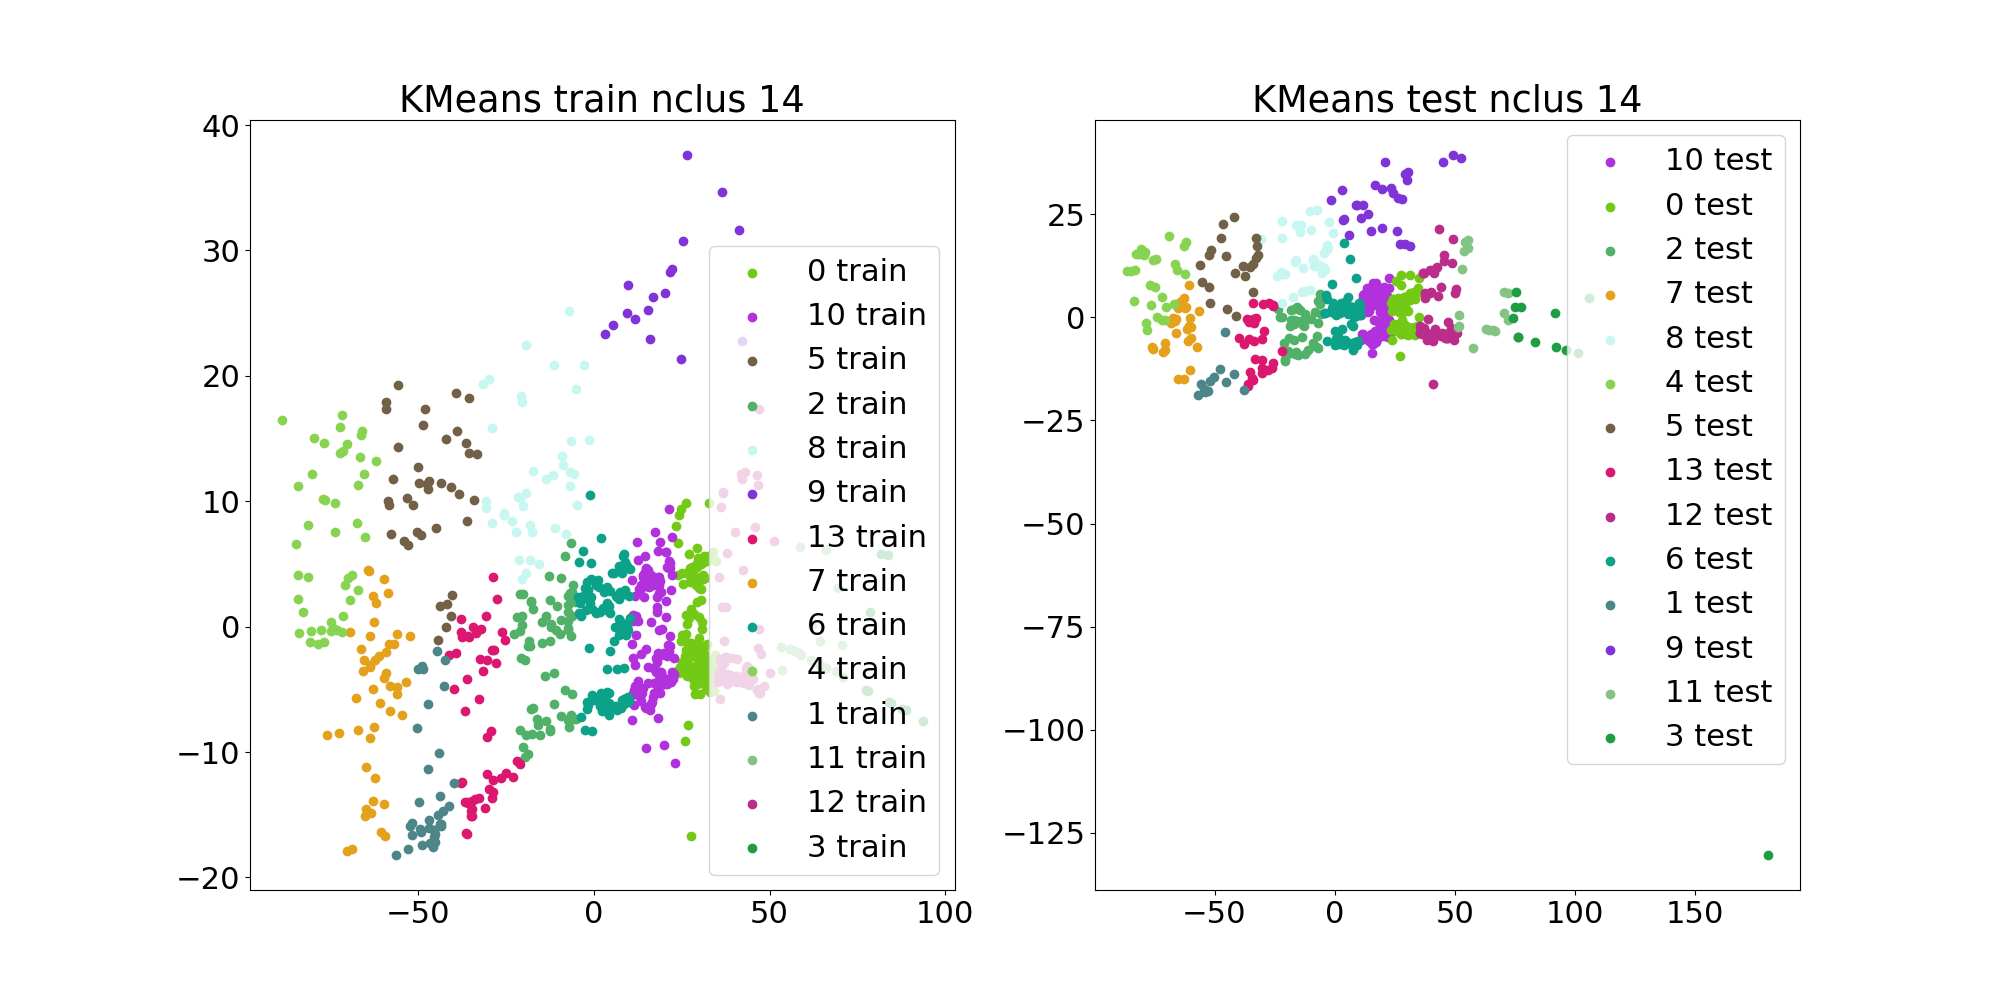 KMeans train nclus 14
40
30
20
10
0
−10
−20
−50
0
50
100
0 train
10 train
5 train
2 train
8 train
9 train
13 train
7 train
6 train
4 train
1 train
11 train
12 train
3 train
KMeans test nclus 14
25
0
−25
−50
−75
−100
−125
−50
0
50
100
150
10 test
0 test
2 test
7 test
8 test
4 test
5 test
13 test
12 test
6 test
1 test
9 test
11 test
3 test